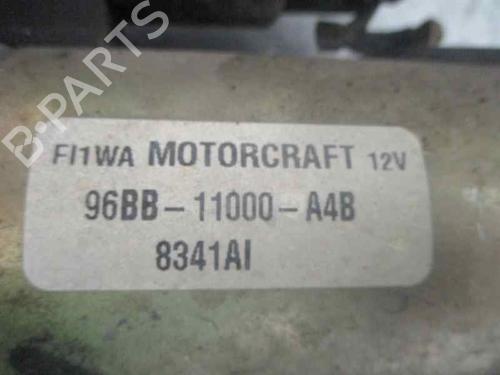 B-PARTS
FI1WA MOTORCRAFT 12V
96BB-11000-A4B
8341AI